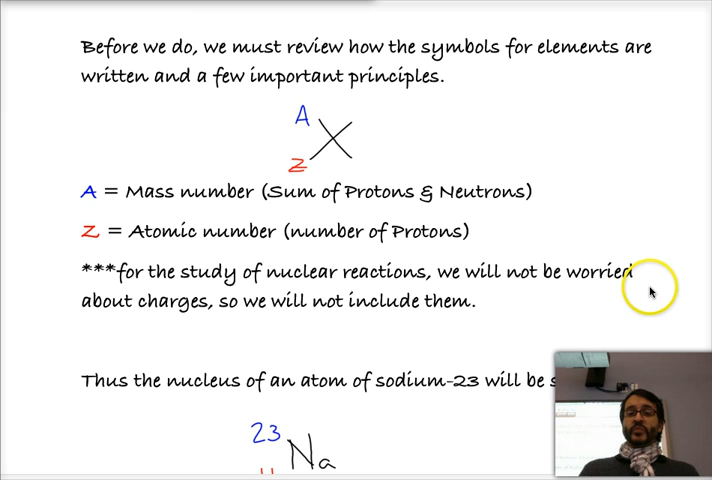 Before we do, we must review how the symbols for elements are
written and a few important principles.
A
X
Z
A = Mass number (Sum of Protons & Neutrons)
Z = Atomic number (number of Protons)
***for the study of nuclear reactions, we will not be worried
about charges, so we will not include them.
Thus the nucleus of an atom of sodium-23 will be
23
Na